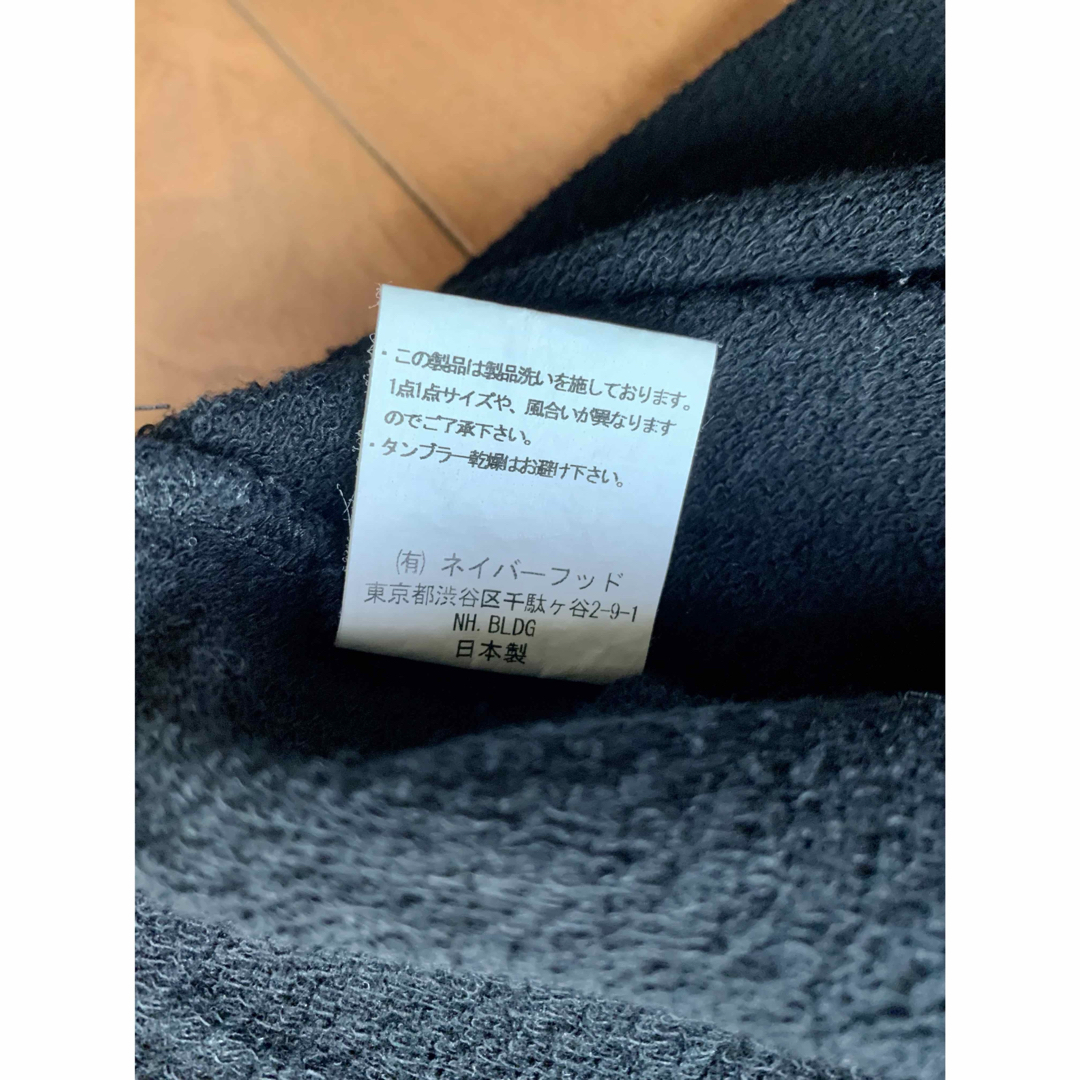 ・この製品は製品洗いを施しております。
1点1点サイズや、風合いが異なります
のでご了承下さい。
・タンブラー乾燥はお避け下さい。
㈲ ネイバーフッド
東京都渋谷区千駄ヶ谷2-9-1
NH. BLDG
日本製